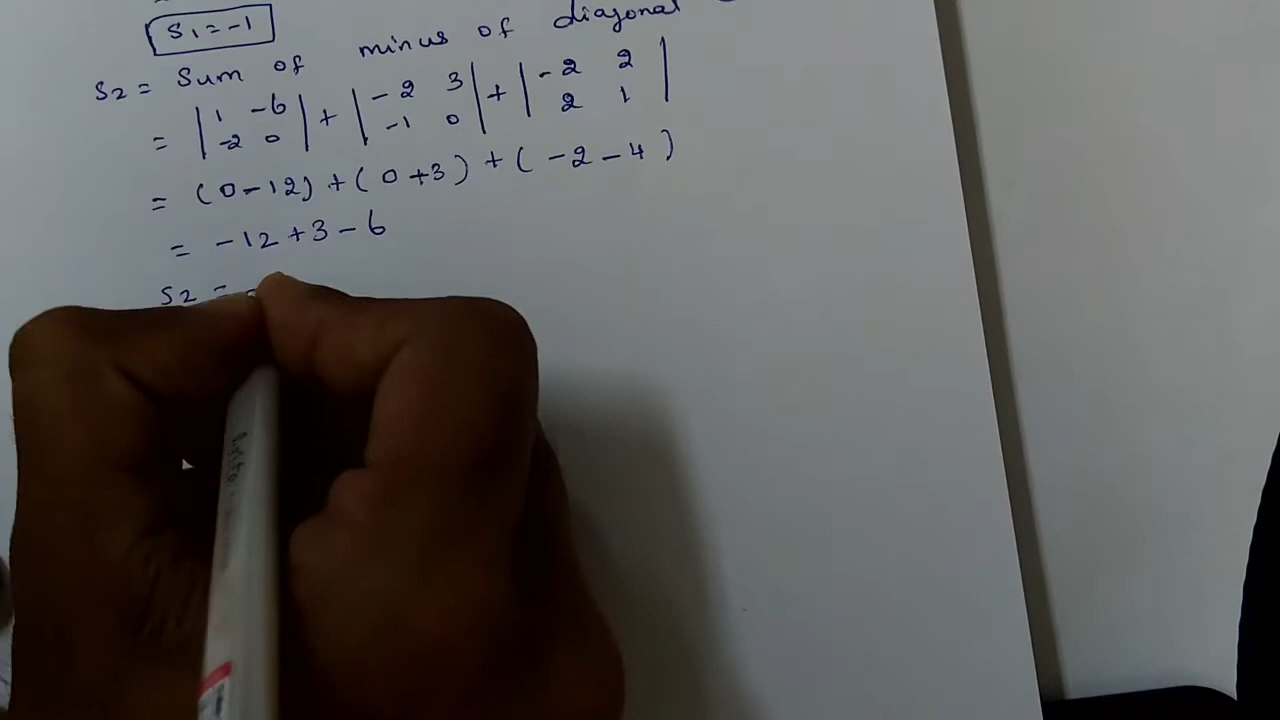 S1 = -1
S2 = Sum of minus of diagonal
= | 1 -6 | + | -2 3 | + | -2 2 |
| -2 0 | | -1 0 | | 2 1 |
= (0-12) + (0+3) + (-2-4)
= -12+3-6
S2 = -